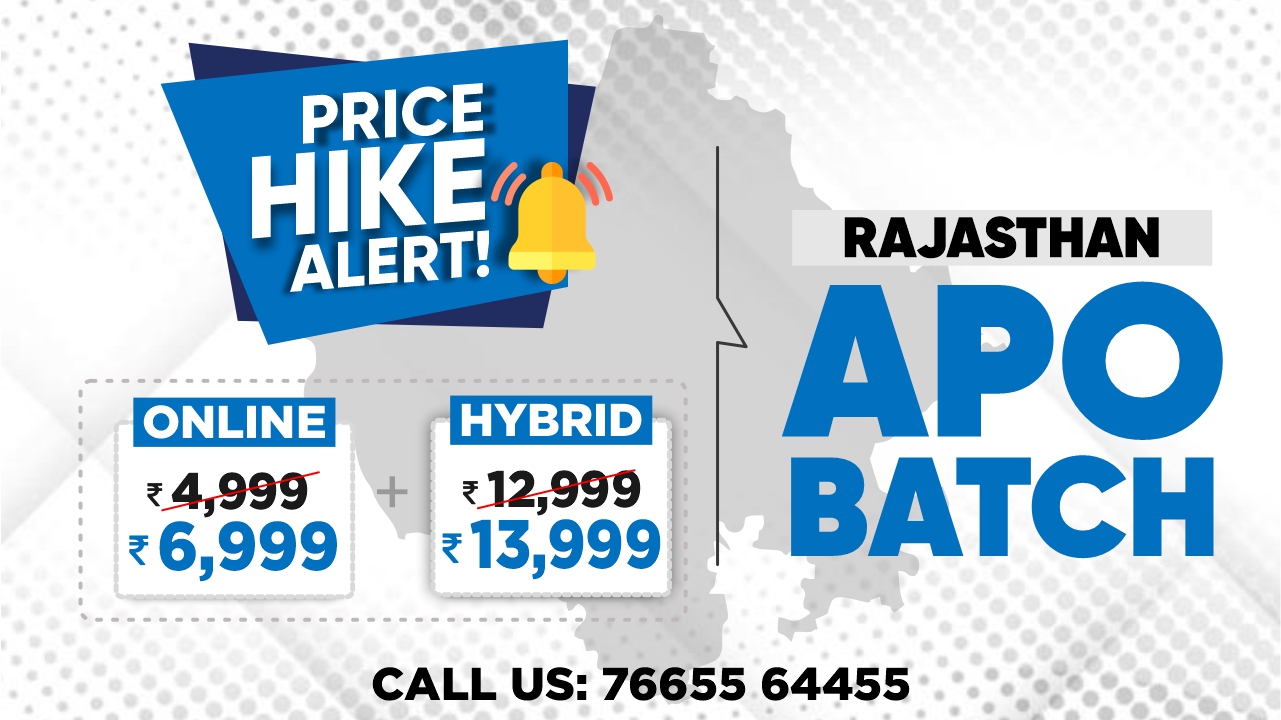 PRICE
HIKE
ALERT!
RAJASTHAN
APO
BATCH
ONLINE
₹ 4,999
₹ 6,999
+
HYBRID
₹ 12,999
₹ 13,999
CALL US: 76655 64455